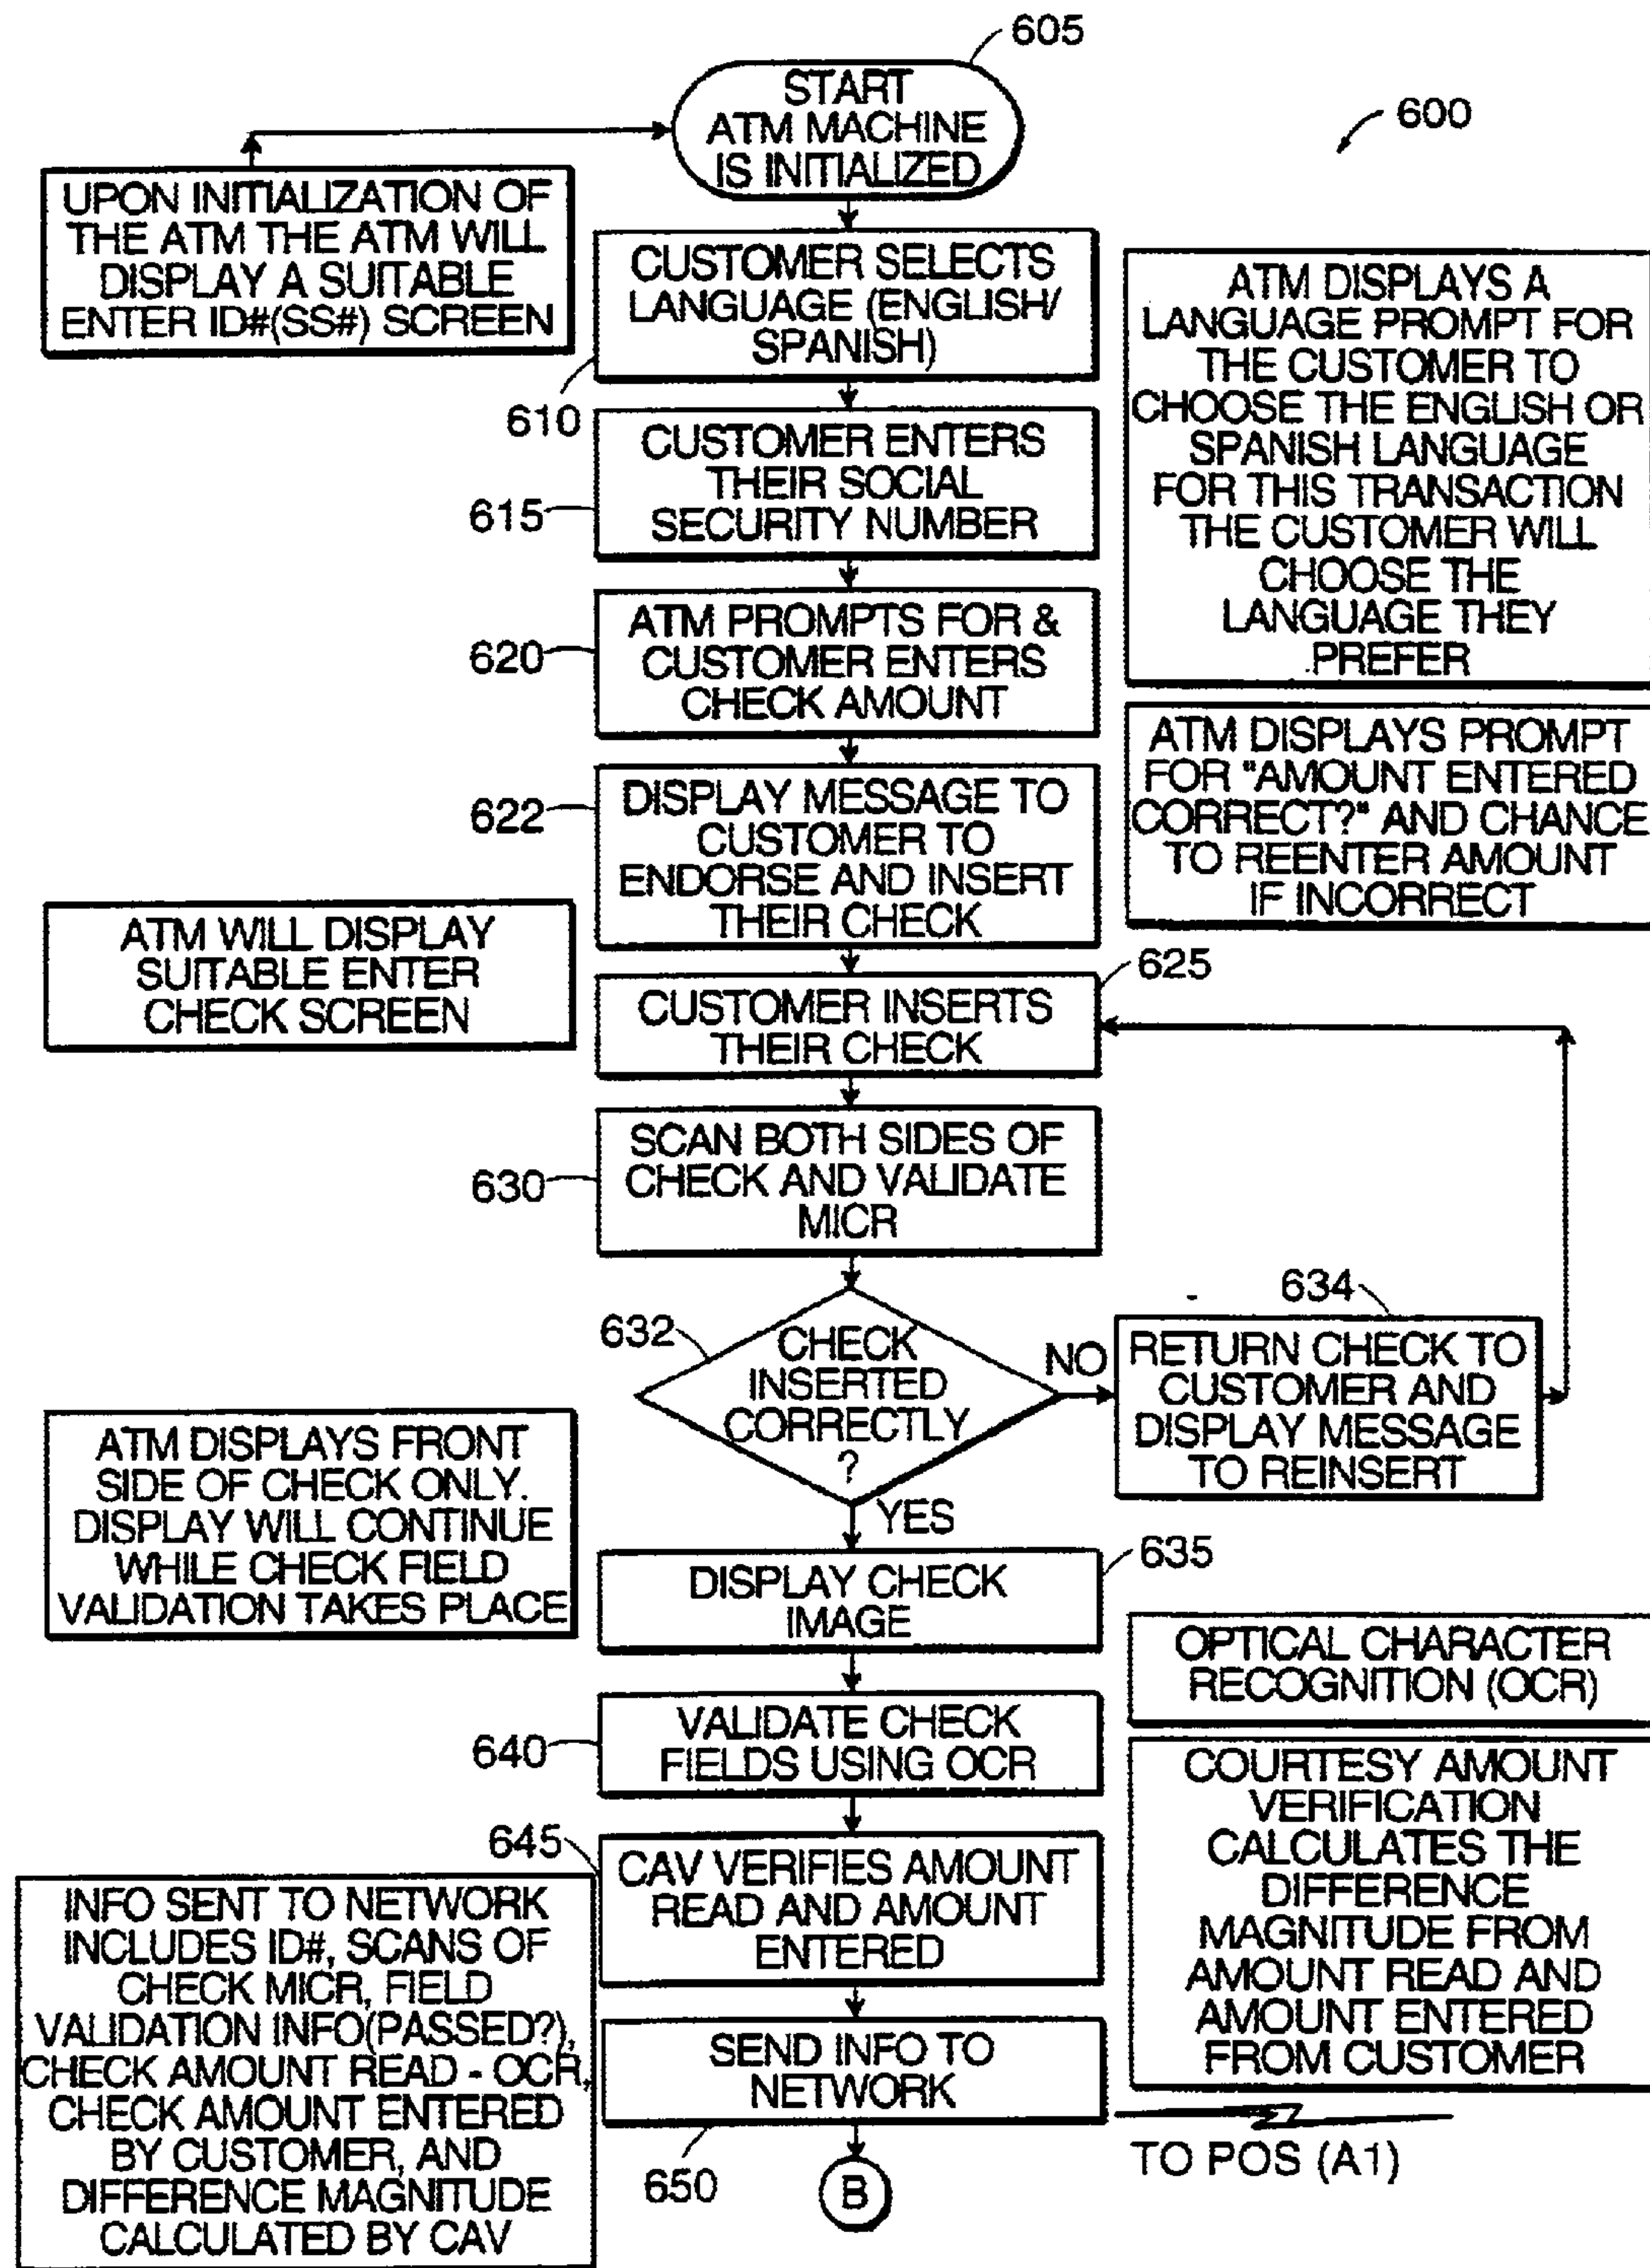 605
START
ATM MACHINE
IS INITIALIZED
600
UPON INITIALIZATION OF
THE ATM THE ATM WILL
DISPLAY A SUITABLE
ENTER ID#(SS#) SCREEN
CUSTOMER SELECTS
LANGUAGE (ENGLISH/
SPANISH)
610
ATM DISPLAYS A
LANGUAGE PROMPT FOR
THE CUSTOMER TO
CHOOSE THE ENGLISH OR
SPANISH LANGUAGE
FOR THIS TRANSACTION
THE CUSTOMER WILL
CHOOSE THE
LANGUAGE THEY
PREFER
CUSTOMER ENTERS
THEIR SOCIAL
SECURITY NUMBER
615
ATM PROMPTS FOR &
CUSTOMER ENTERS
CHECK AMOUNT
620
ATM DISPLAYS PROMPT
FOR "AMOUNT ENTERED
CORRECT?" AND CHANCE
TO REENTER AMOUNT
IF INCORRECT
622
DISPLAY MESSAGE TO
CUSTOMER TO
ENDORSE AND INSERT
THEIR CHECK
ATM WILL DISPLAY
SUITABLE ENTER
CHECK SCREEN
625
CUSTOMER INSERTS
THEIR CHECK
630
SCAN BOTH SIDES OF
CHECK AND VALIDATE
MICR
632
CHECK
INSERTED
CORRECTLY
?
NO
634
RETURN CHECK TO
CUSTOMER AND
DISPLAY MESSAGE
TO REINSERT
YES
ATM DISPLAYS FRONT
SIDE OF CHECK ONLY.
DISPLAY WILL CONTINUE
WHILE CHECK FIELD
VALIDATION TAKES PLACE
635
DISPLAY CHECK
IMAGE
OPTICAL CHARACTER
RECOGNITION (OCR)
640
VALIDATE CHECK
FIELDS USING OCR
COURTESY AMOUNT
VERIFICATION
CALCULATES THE
DIFFERENCE
MAGNITUDE FROM
AMOUNT READ AND
AMOUNT ENTERED
FROM CUSTOMER
645
CAV VERIFIES AMOUNT
READ AND AMOUNT
ENTERED
INFO SENT TO NETWORK
INCLUDES ID#, SCANS OF
CHECK MICR, FIELD
VALIDATION INFO(PASSED?),
CHECK AMOUNT READ - OCR,
CHECK AMOUNT ENTERED
BY CUSTOMER, AND
DIFFERENCE MAGNITUDE
CALCULATED BY CAV
SEND INFO TO
NETWORK
650
TO POS (A1)
B